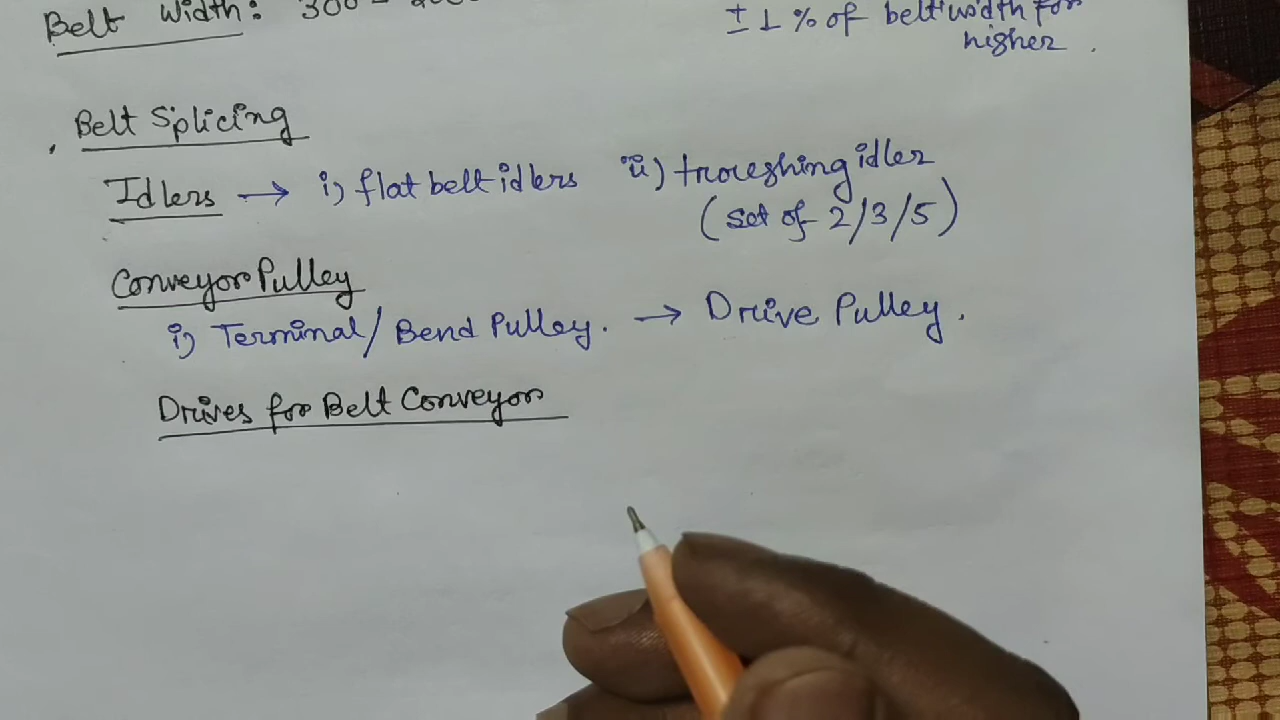 Belt Width: 300 -
± 1 % of belt width for
higher .
Belt Splicing
Idlers → i) flat belt idlers ii) troughing idler
(set of 2/3/5)
Conveyor Pulley
i) Terminal/Bend Pulley. → Drive Pulley.
Drives for Belt Conveyor